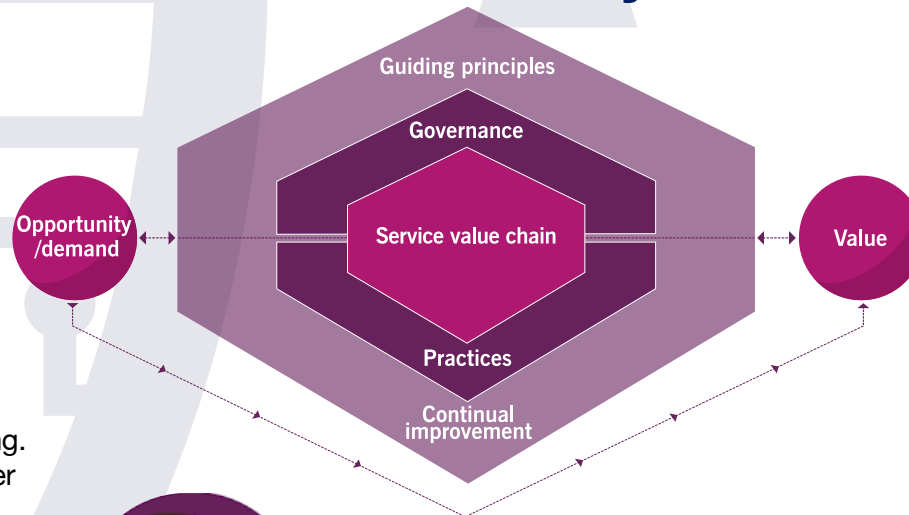 Guiding principles
Governance
Opportunity
/demand
Service value chain
Value
Practices
Continual
improvement